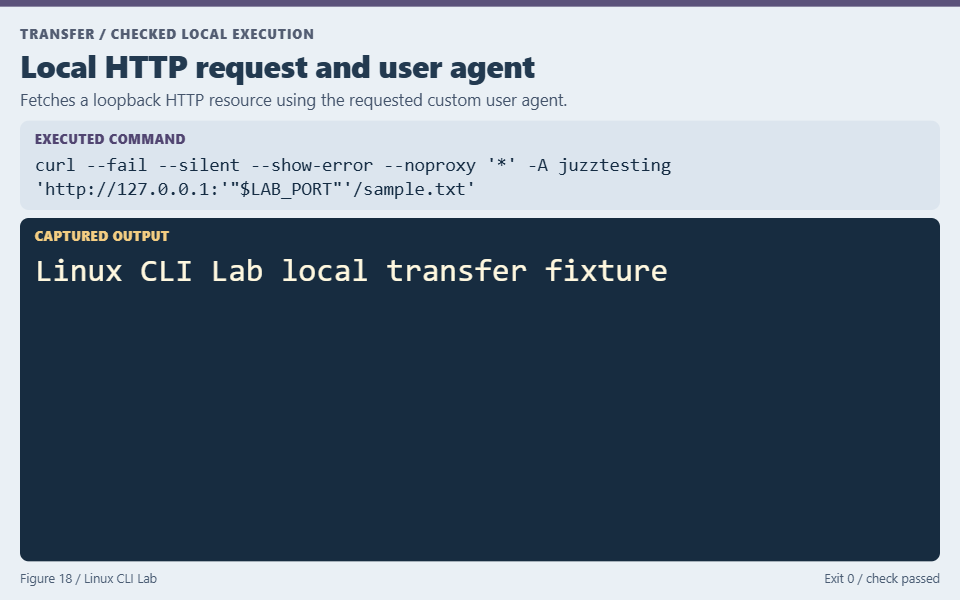 TRANSFER / CHECKED LOCAL EXECUTION
Local HTTP request and user agent
Fetches a loopback HTTP resource using the requested custom user agent.
EXECUTED COMMAND
curl --fail --silent --show-error --noproxy '*' -A juzztesting
'http://127.0.0.1:'"$LAB_PORT"'/sample.txt'
CAPTURED OUTPUT
Linux CLI Lab local transfer fixture
Figure 18 / Linux CLI Lab
Exit 0 / check passed